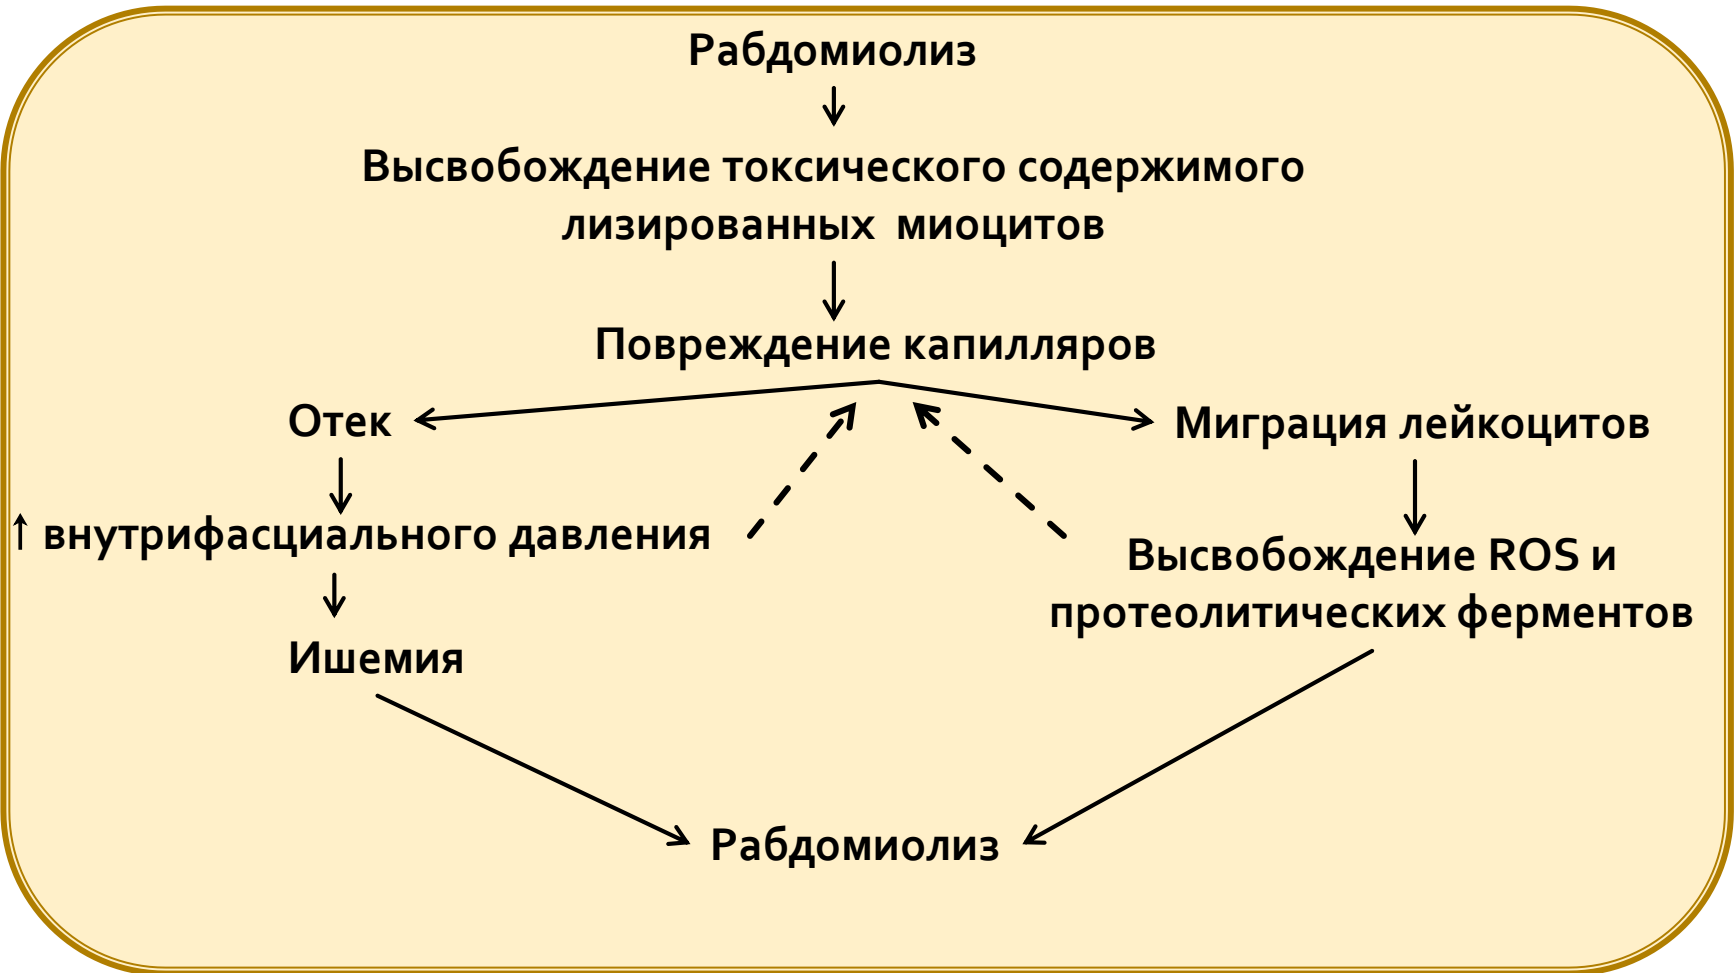 Рабдомиолиз
Высвобождение токсического содержимого
лизированных миоцитов
Повреждение капилляров
Отек
Миграция лейкоцитов
↑ внутрифасциального давления
Высвобождение ROS и
протеолитических ферментов
Ишемия
Рабдомиолиз